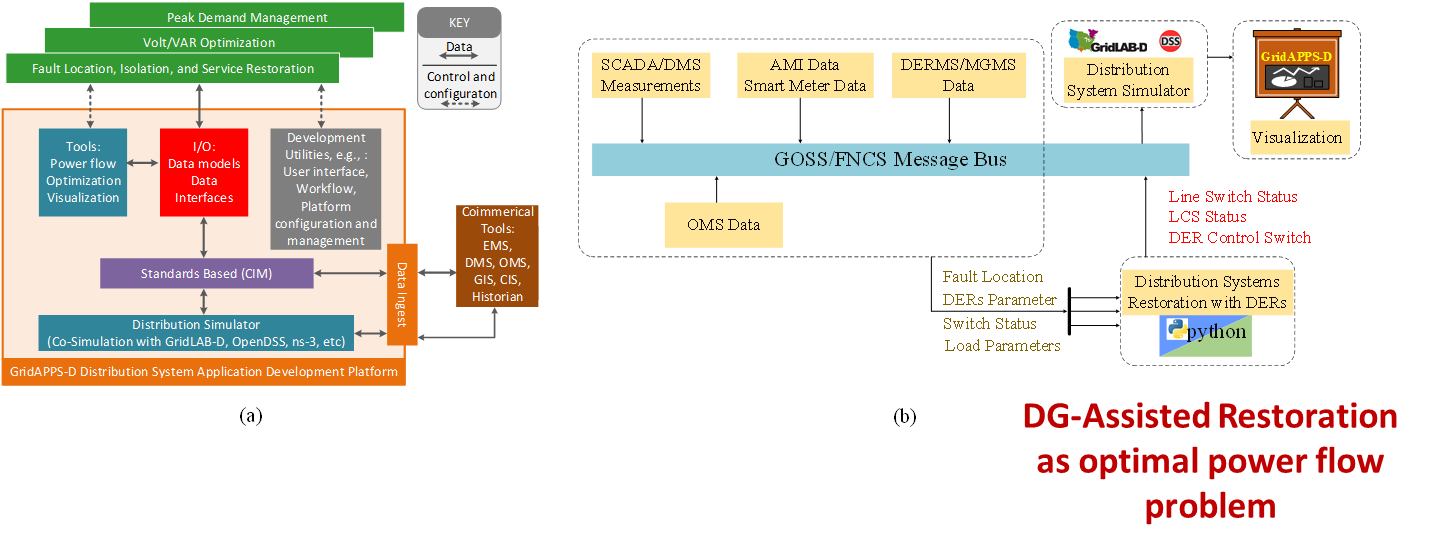 Peak Demand Management
Volt/VAR Optimization
Fault Location, Isolation, and Service Restoration
KEY
Data
Control and
configuraton
Tools:
Power flow
Optimization
Visualization
I/O:
Data models
Data
Interfaces
Development
Utilities, e.g., :
User interface,
Workflow,
Platform
configuration and
management
Standards Based (CIM)
Distribution Simulator
(Co-Simulation with GridLAB-D, OpenDSS, ns-3, etc)
Data Ingest
Coimmerical
Tools:
EMS,
DMS, OMS,
GIS, CIS,
Historian
GridAPPS-D Distribution System Application Development Platform
(a)
SCADA/DMS
Measurements
AMI Data
Smart Meter Data
DERMS/MGMS
Data
GOSS/FNCS Message Bus
OMS Data
GridLAB-D
DSS
Distribution
System Simulator
GridAPPS-D
Visualization
Line Switch Status
LCS Status
DER Control Switch
Fault Location
DERs Parameter
Switch Status
Load Parameters
Distribution Systems
Restoration with DERs
python
(b)
DG-Assisted Restoration
as optimal power flow
problem